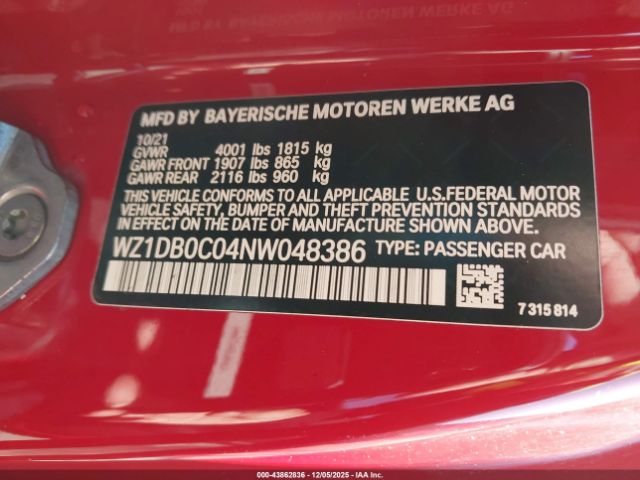 MFD BY BAYERISCHE MOTOREN WERKE AG
10/21
GVWR 4001 lbs 1815 kg
GAWR FRONT 1907 lbs 865 kg
GAWR REAR 2116 lbs 960 kg
THIS VEHICLE CONFORMS TO ALL APPLICABLE U.S.FEDERAL MOTOR
VEHICLE SAFETY, BUMPER AND THEFT PREVENTION STANDARDS
IN EFFECT ON THE DATE OF MANUFACTURE SHOWN ABOVE.
WZ1DB0C04NW048386 TYPE: PASSENGER CAR
7 315 814
000-43862836 - 12/05/2025 - IAA Inc.